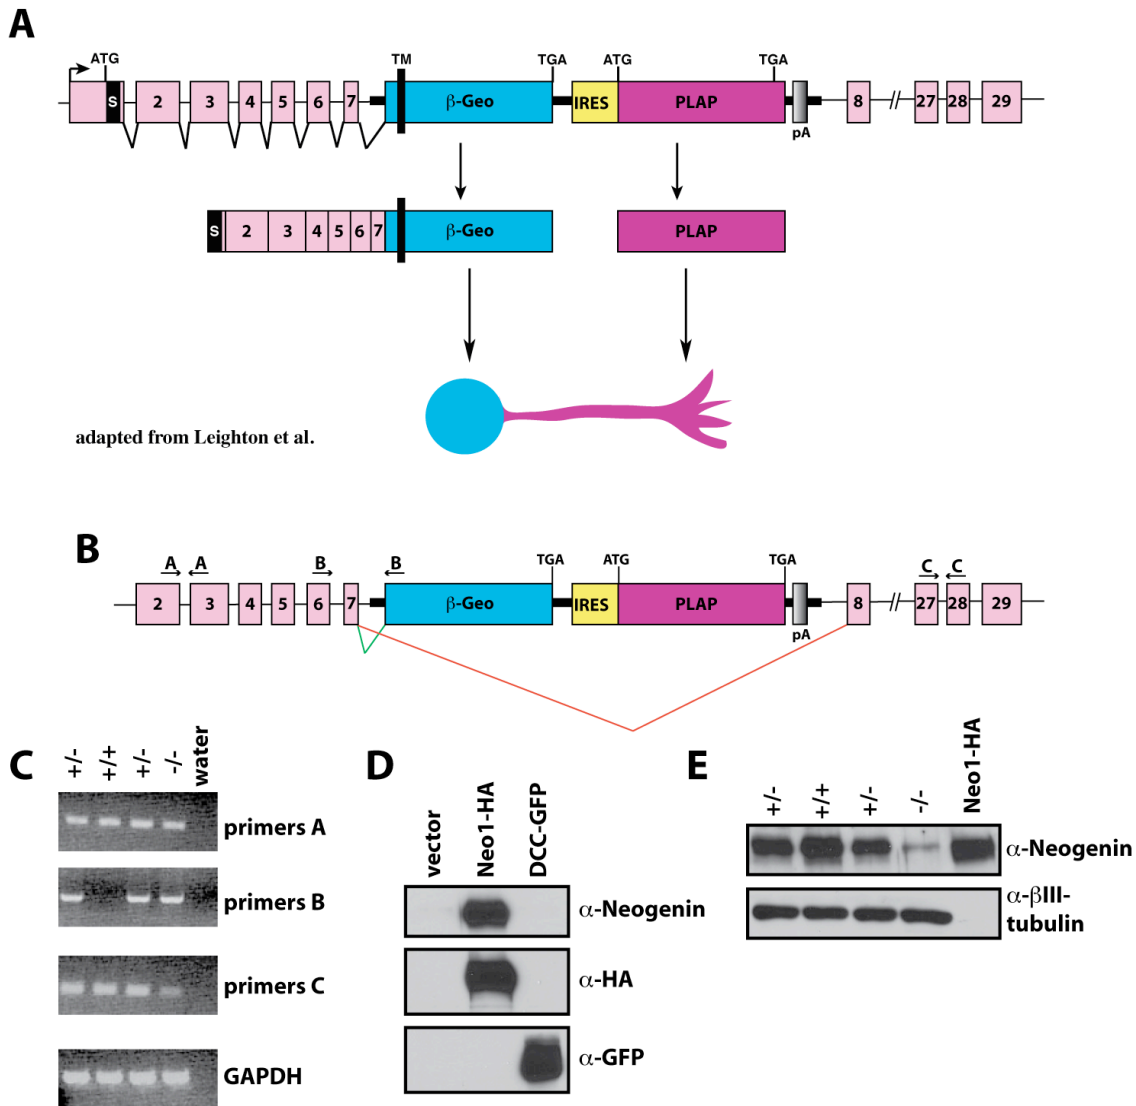 A
ATG TM TGA ATG TGA
S 2 3 4 5 6 7 β-Geo IRES PLAP 8 // 27 28 29
pA
S 2 3 4 5 6 7 β-Geo PLAP
adapted from Leighton et al.
B
A A B B TGA ATG TGA C C
2 3 4 5 6 7 β-Geo IRES PLAP 8 // 27 28 29
pA
C
+/- +/+ +/- -/- water
primers A
primers B
primers C
GAPDH
D
vector Neo1-HA DCC-GFP
α-Neogenin
α-HA
α-GFP
E
+/- +/+ +/- -/- Neo1-HA
α-Neogenin
α-βIII-
tubulin